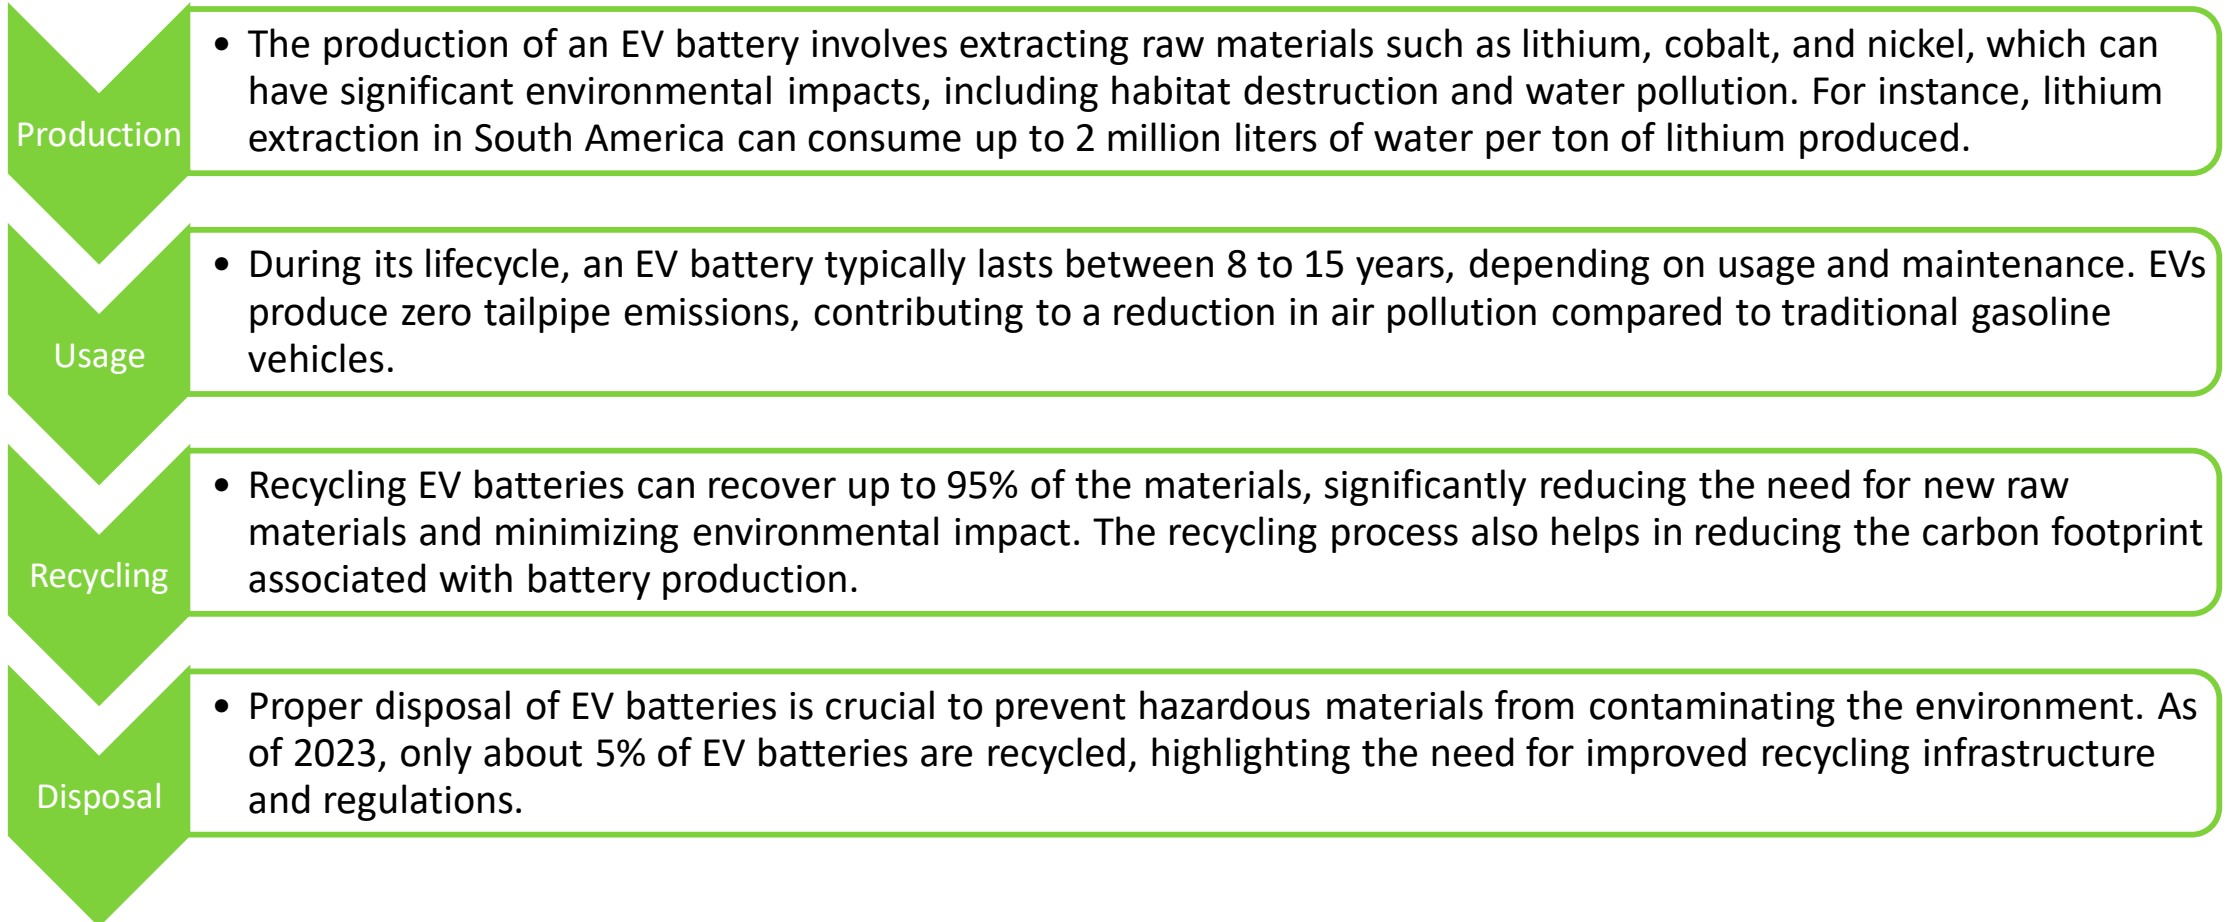 Production
• The production of an EV battery involves extracting raw materials such as lithium, cobalt, and nickel, which can
have significant environmental impacts, including habitat destruction and water pollution. For instance, lithium
extraction in South America can consume up to 2 million liters of water per ton of lithium produced.
Usage
• During its lifecycle, an EV battery typically lasts between 8 to 15 years, depending on usage and maintenance. EVs
produce zero tailpipe emissions, contributing to a reduction in air pollution compared to traditional gasoline
vehicles.
Recycling
• Recycling EV batteries can recover up to 95% of the materials, significantly reducing the need for new raw
materials and minimizing environmental impact. The recycling process also helps in reducing the carbon footprint
associated with battery production.
Disposal
• Proper disposal of EV batteries is crucial to prevent hazardous materials from contaminating the environment. As
of 2023, only about 5% of EV batteries are recycled, highlighting the need for improved recycling infrastructure
and regulations.